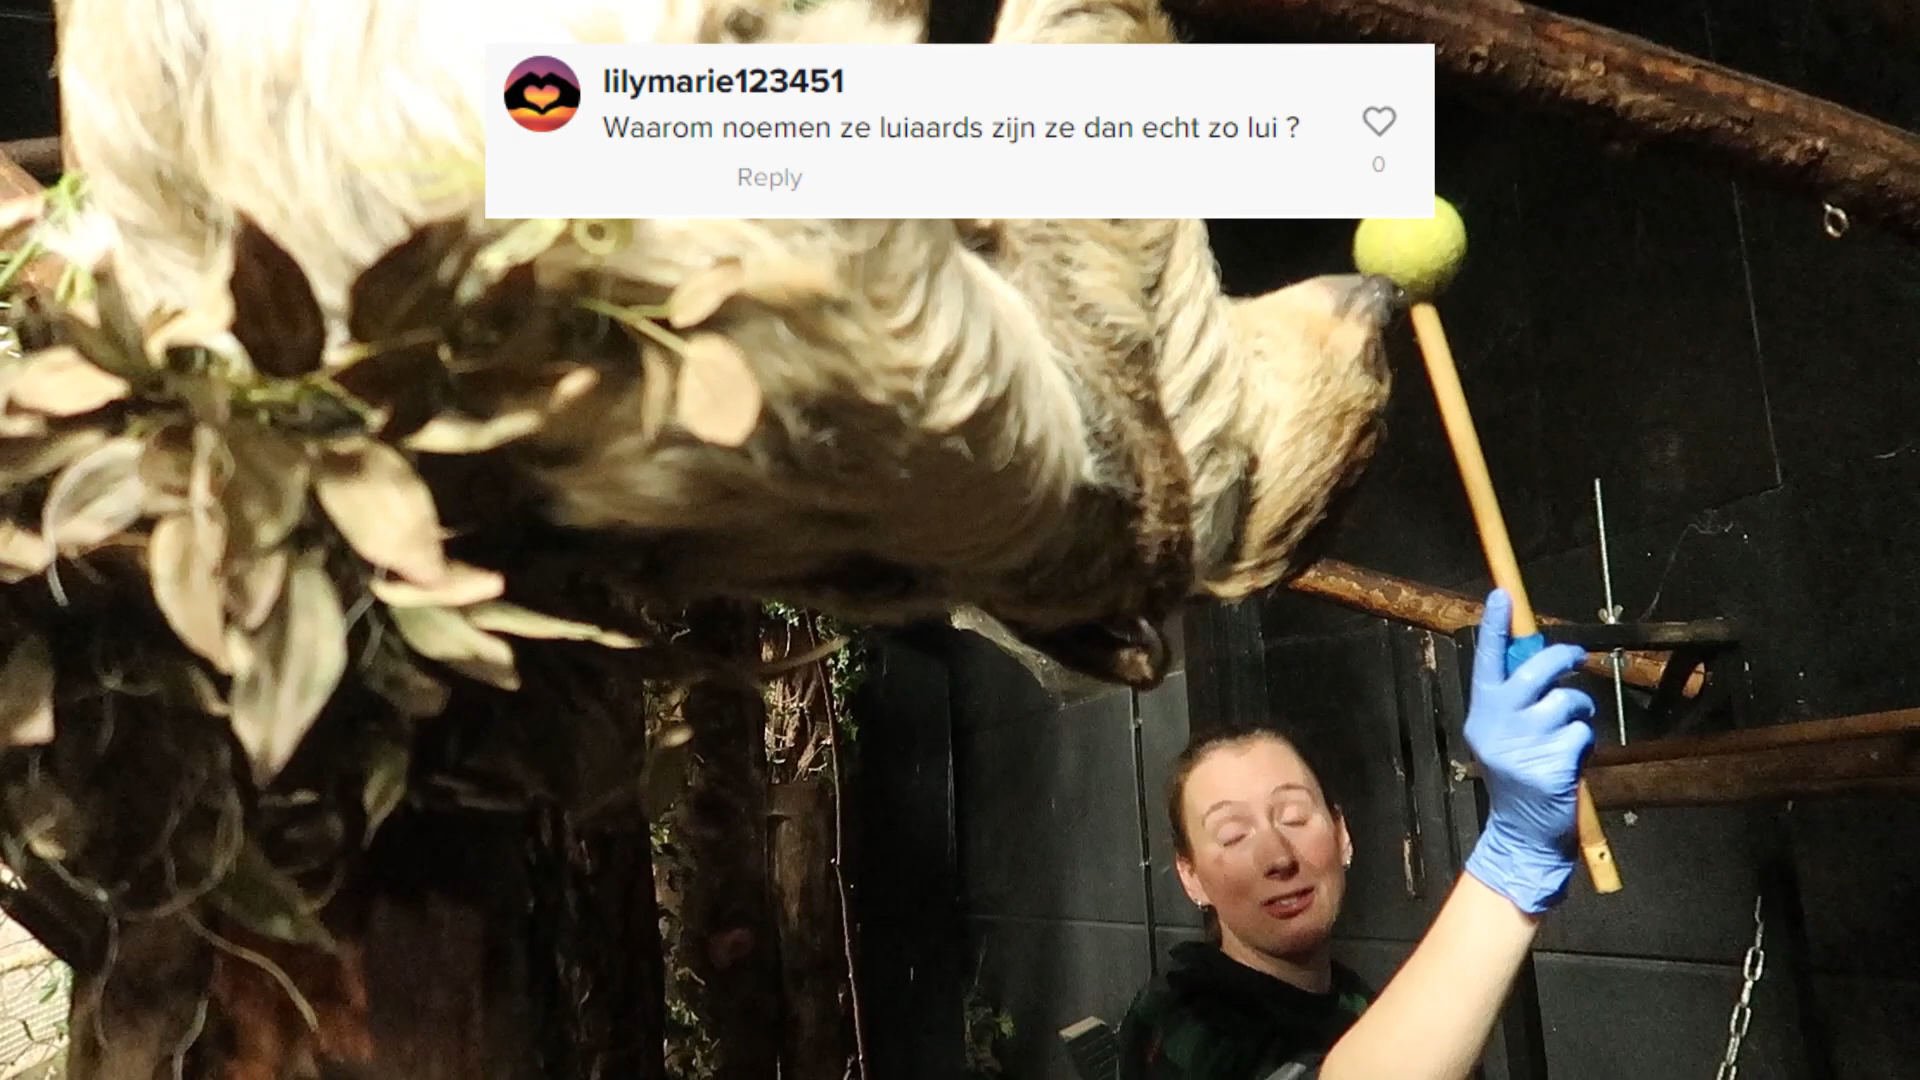 lilymarie123451
Waarom noemen ze luiaards zijn ze dan echt zo lui ?
Reply
0